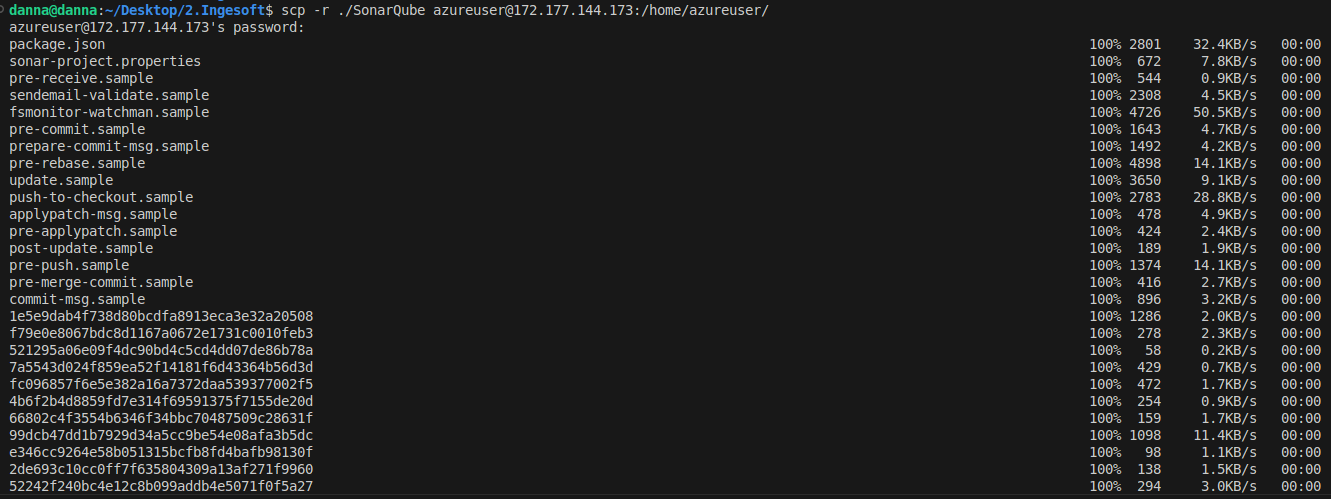 danna@danna:~/Desktop/2.Ingesoft$ scp -r ./SonarQube azureuser@172.177.144.173:/home/azureuser/
azureuser@172.177.144.173's password:
package.json 100% 2801 32.4KB/s 00:00
sonar-project.properties 100% 672 7.8KB/s 00:00
pre-receive.sample 100% 544 0.9KB/s 00:00
sendemail-validate.sample 100% 2308 4.5KB/s 00:00
fsmonitor-watchman.sample 100% 4726 50.5KB/s 00:00
pre-commit.sample 100% 1643 4.7KB/s 00:00
prepare-commit-msg.sample 100% 1492 4.2KB/s 00:00
pre-rebase.sample 100% 4898 14.1KB/s 00:00
update.sample 100% 3650 9.1KB/s 00:00
push-to-checkout.sample 100% 2783 28.8KB/s 00:00
applypatch-msg.sample 100% 478 4.9KB/s 00:00
pre-applypatch.sample 100% 424 2.4KB/s 00:00
post-update.sample 100% 189 1.9KB/s 00:00
pre-push.sample 100% 1374 14.1KB/s 00:00
pre-merge-commit.sample 100% 416 2.7KB/s 00:00
commit-msg.sample 100% 896 3.2KB/s 00:00
1e5e9dab4f738d80bcdfa8913eca3e32a20508 100% 1286 2.0KB/s 00:00
f79e0e8067bdc8d1167a0672e1731c0010feb3 100% 278 2.3KB/s 00:00
521295a06e09f4dc90bd4c5cd4dd07de86b78a 100% 58 0.2KB/s 00:00
7a5543d024f859ea52f14181f6d43364b56d3d 100% 429 0.7KB/s 00:00
fc096857f6e5e382a16a7372daa539377002f5 100% 472 1.7KB/s 00:00
4b6f2b4d8859fd7e314f69591375f7155de20d 100% 254 0.9KB/s 00:00
66802c4f3554b6346f34bbc70487509c28631f 100% 159 1.7KB/s 00:00
99dcb47dd1b7929d34a5cc9be54e08afa3b5dc 100% 1098 11.4KB/s 00:00
e346cc9264e58b051315bcfb8fd4bafb98130f 100% 98 1.1KB/s 00:00
2de693c10cc0ff7f635804309a13af271f9960 100% 138 1.5KB/s 00:00
52242f240bc4e12c8b099addb4e5071f0f5a27 100% 294 3.0KB/s 00:00